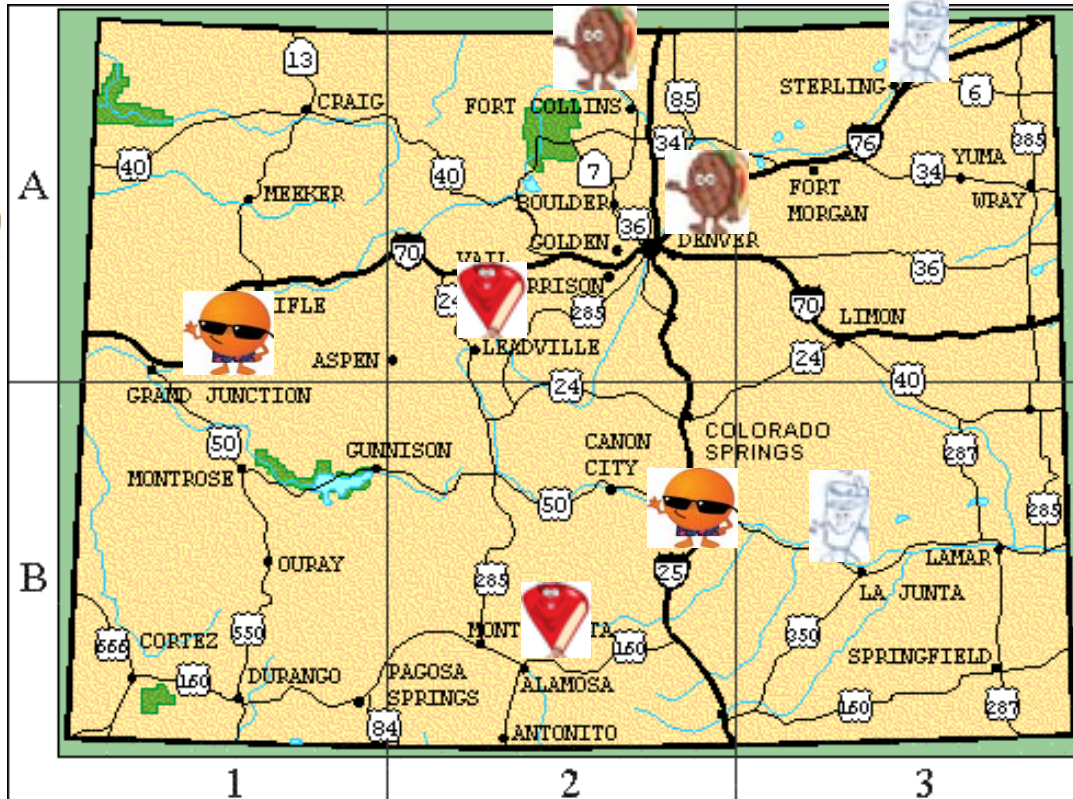 13
CRAIG
FORT COLLINS
85
STERLING
6
40
40
7
34
76
34
YUMA
385
MEEKER
BOULDER
FORT
MORGAN
WRAY
A
36
GOLDEN
DENVER
70
36
24
285
70
LIMON
IFLE
ASPEN
LEADVILLE
24
24
40
GRAND JUNCTION
50
GUNNISON
CANON
CITY
COLORADO
SPRINGS
287
MONTROSE
50
285
OURAY
285
25
LAMAR
B
LA JUNTA
666
CORTEZ
550
160
350
160
DURANGO
PAGOSA
SPRINGS
ALAMOSA
SPRINGFIELD
84
ANTONITO
160
287
1
2
3